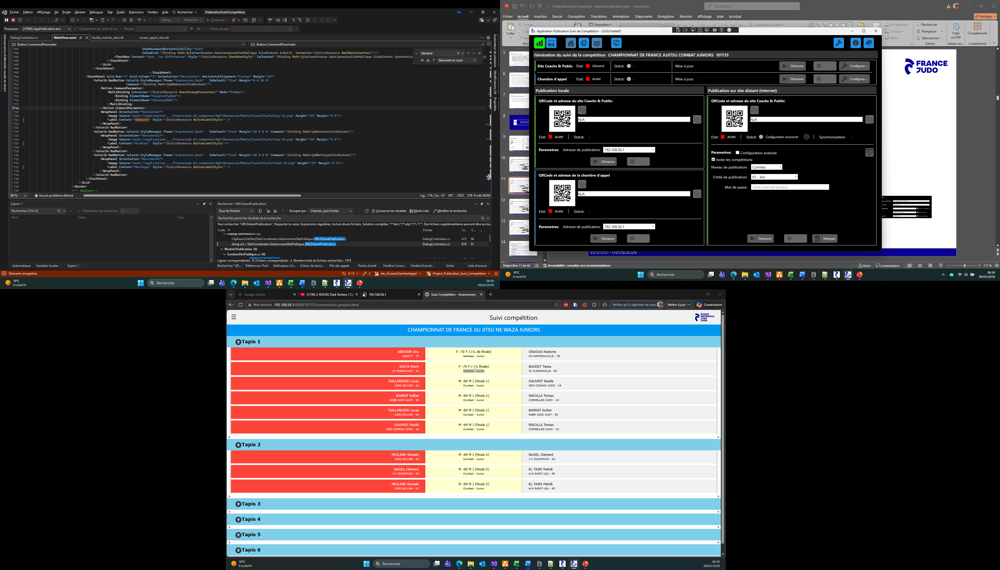 Fichier Edition Affichage Git Projet Générer Déboguer Test Outils Extensions Fenêtre Aide Rechercher PublicationSuiviCompetition
DG
Debug Mixed Pla Continuer
Processus : [37900] AppPublication.exe Événements du cycle de vie Thread : Frame de pile :
DialogControleur.cs MainView.xaml feuille_matchs_site.xslt ecrans_appel_site.xslt
Button.CommandParameter Button.CommandParameter
703 ShowPasswordButtonVisibility="Auto"
704 IsEnabled="{Binding Path=SiteCoordinator.GestionnaireSitePublique.SiteDistant.IsActif, Converter={StaticResource BoolNotConverter}}"/>
705 <CheckBox Content="Sync. les differences" Style="{StaticResource CheckboxStyle}" IsChecked="{Binding Path=SiteCoordinator.GestionnaireSitePublique.SiteDistant.Synchronis
706 </StackPanel>
707 </Grid>
708 </StackPanel>
709 </StackPanel>
710 <StackPanel Grid.Row="1" Grid.Column="1" Orientation="Horizontal" HorizontalAlignment="Center" Margin="10">
711 <telerik:RadButton telerik:StyleManager.Theme="Expression_Dark" IsDefault="True" Margin="0 0 20 0"
712 Command="{Binding Path=CmdDemarrerSiteDistant}">
713 <Button.CommandParameter>
714 <MultiBinding Converter="{StaticResource PassthroughConverter}" Mode="OneWay">
715 <Binding ElementName="EasyConfigPwd"/>
716 <Binding ElementName="AdvancedPwd"/>
717 </MultiBinding>
718 </Button.CommandParameter>
719 <WrapPanel Orientation="Horizontal">
720 <Image Source="pack://application:,,,/FranceJudo.UI;component/Wpf/Resources/Media/Icons/black/play-32.png" Height="25" Margin="5 0"/>
721 <Label Content="Démarrer" Style="{StaticResource ButtonLabelStyle}" />
722 </WrapPanel>
723 </telerik:RadButton>
724 <telerik:RadButton telerik:StyleManager.Theme="Expression_Dark" IsDefault="True" Margin="20 0 0 0" Command="{Binding Path=CmdArreterSiteDistant}">
725 <WrapPanel Orientation="Horizontal">
726 <Image Source="pack://application:,,,/FranceJudo.UI;component/Wpf/Resources/Media/Icons/black/stop-32.png" Height="25" Margin="5 0"/>
727 <Label Content="Arrêter" Style="{StaticResource ButtonLabelStyle}"/>
728 </WrapPanel>
729 </telerik:RadButton>
730 <telerik:RadButton telerik:StyleManager.Theme="Expression_Dark" IsDefault="True" Margin="20 0 0 0" Command="{Binding Path=CmdNettoyerSiteDistant}">
731 <WrapPanel Orientation="Horizontal">
732 <Image Source="pack://application:,,,/FranceJudo.UI;component/Wpf/Resources/Media/Icons/black/trash-32.png" Height="25" Margin="5 0"/>
733 <Label Content="Nettoyer" Style="{StaticResource ButtonLabelStyle}" />
734 </WrapPanel>
735 </telerik:RadButton>
736 </StackPanel>
737 </Grid>
738 </Border>
739 <!-- Boutons-->
Démarrer
Document en cours
Arborescence d'éléments visuels en direct
Explorateur de solutions
Modifications Git
Propriétés
89 % Aucun problème détecté Lig. : 718, Car. : 67 SPC CRLF UTF-8 with BOM
Espion 1
Rechercher (Ctrl+E) Profondeur de recherche : 3
Nom Valeur Type
Automatique Variables locales Espion 1
Rechercher "URLDistantPublication"
Tous les fichiers Grouper par : Chemin, puis Fichier Conserver les résultats Mode Liste Modifier la recherche
Rechercher parmi les résultats de la recherche
Tout rechercher "URLDistantPublication", Respecter la casse, Expressions régulières, Inclure divers fichiers, Solution complète, "!*\bin\*;!*\obj\*;!*\.*\*", Des fichiers supplémentaires peuvent être exclus.
Code Fichier Li... C... ..
DialogControleur.cs (2)
Clipboard.SetText(SiteCoordinator.GestionnaireSitePublique.URLDistantPublication); DialogControleur.cs 415 96
string url = SiteCoordinator.GestionnaireSitePublique.URLDistantPublication; DialogControleur.cs 874 91
Models\Publication (6)
GestionSitePublique.cs (6)
Lignes correspondantes : 9. Fichiers correspondants : 3. Nombre total de fichiers recherchés : 1919
Rechercher "UR... 'Références 'Port' Vérificateur d'a... Échecs de liaiso... Pile des appels Points d'arrêt Fenêtre Comm... Fenêtre Exécuti... Sortie Liste d'erreurs
Éléments enregistrés 0 / 0 2 dev_EcransChambreAppel Project_Publication_Suivi_Competition
10°C
Ensoleillé
Rechercher
08:30
08/04/2026
PublicationSuiviCompetition - Manuel d'utilisation.pptx - PowerPoint
Rechercher
Fichier Accueil Insertion Dessin Conception Transitions Animations Diaporama Enregistrer Révision Affichage Aide Acrobat
Partager
Coller
Couper
Disposition
Orientation du texte
Remplissage
Contour
Effets
Rechercher
Remplacer
Sélectionner
Édition
Créer un PDF
Adobe Acr...
Compléments
Compléments
5
6
7
8
9
10
11
12
13
14
FRANCE
JUDO
V2.0.0.0 – 01/05/2026
Diapositive 11 de 46 Accessibilité : consultez nos recommandations Notes Commentaires 111 %
Application Publication Suivi de Compétition - 2.0.0.0-beta03
Génération du suivi de la compétition CHAMPIONNAT DE FRANCE JUJITSU COMBAT JUNIORS 101735
Site Coachs & Public Etat: Démarré Statut: - Mise à jour: - Démarrer Configurer ...
Chambre d'appel Etat: Arrêté Statut: - Mise à jour: - Démarrer Configurer ...
Publication locale
QRCode et adresse du site Coachs & Public:
N/A
Etat: Arrêté Statut: -
Parametres: Adresse de publication: 192.168.56.1
Démarrer
QRCode et adresse de la chambre d'appel
N/A
Etat: Arrêté Statut: -
Parametres: Adresse de publication: 192.168.56.1
Démarrer
Publication sur site distant (Internet)
QRCode et adresse du site Coachs & Public:
N/A
Etat: Arrêté Statut: Configuration incorrecte Synchronisation: -
Parametres: Configuration avancée
Isoler les compétitions
Niveau de publication: Comites
Entité de publication: 01 - Ain
Mot de passe: Entrer votre mot de passe
Démarrer Nettoyer
10°C
Ensoleillé
Rechercher
08:30
08/04/2026
Google Gemini (1730) 2 HOURS Dark Techno / Cy 192.168.56.1 Suivi Compétition - Avancement
Non sécurisé 192.168.56.1:8080/101735/common/se_prepare.html Vérifiez qu'il s'agit bien de vous Mettre à jour Conversation
Suivi compétition
RHONE
METROPOLE
LYON
JUDO
CHAMPIONNAT DE FRANCE JIU JITSU NE WAZA JUNIORS
Tapis 1
ABDOUN Lina F -70 F J (¼ de finale) GNAOUA Noelyne
AGPF77 - 77 NeWaza - Junior CO SARTROUVILLE - 78
KOITA Marie F -70 F J (½ finale) BAUDET Tessa
JC FENOUILLET - 31 NeWaza - Junior JC FLAMANVILLE - 50
TAILLANDIER Lucas M -69 M J (Poule 1) GAUVRIT Basile
JUDO BILLOM - 63 Combat - Junior GRD COGNAC JUDO - 16
BARRAT Kylian M -69 M J (Poule 1) NIKOLLA Tomas
ASBR JUDO JUJIT - 92 Combat - Junior CORMELLES JUDO - 14
TAILLANDIER Lucas M -69 M J (Poule 1) BARRAT Kylian
JUDO BILLOM - 63 Combat - Junior ASBR JUDO JUJIT - 92
GAUVRIT Basile M -69 M J (Poule 1) NIKOLLA Tomas
GRD COGNAC JUDO - 16 Combat - Junior CORMELLES JUDO - 14
Tapis 2
MIOLANE Romain M -69 M J (Poule 2) NAGEL Clement
JUDO BILLOM - 63 Combat - Junior J C VICOMTOIS - 63
NAGEL Clement M -69 M J (Poule 2) EL TAIRI Mehdi
J C VICOMTOIS - 63 Combat - Junior A.M SAINT LEU - 95
MIOLANE Romain M -69 M J (Poule 2) EL TAIRI Mehdi
JUDO BILLOM - 63 Combat - Junior A.M SAINT LEU - 95
Tapis 3
Tapis 4
Tapis 5
Tapis 6
10°C
Ensoleillé
Rechercher
08:30
08/04/2026